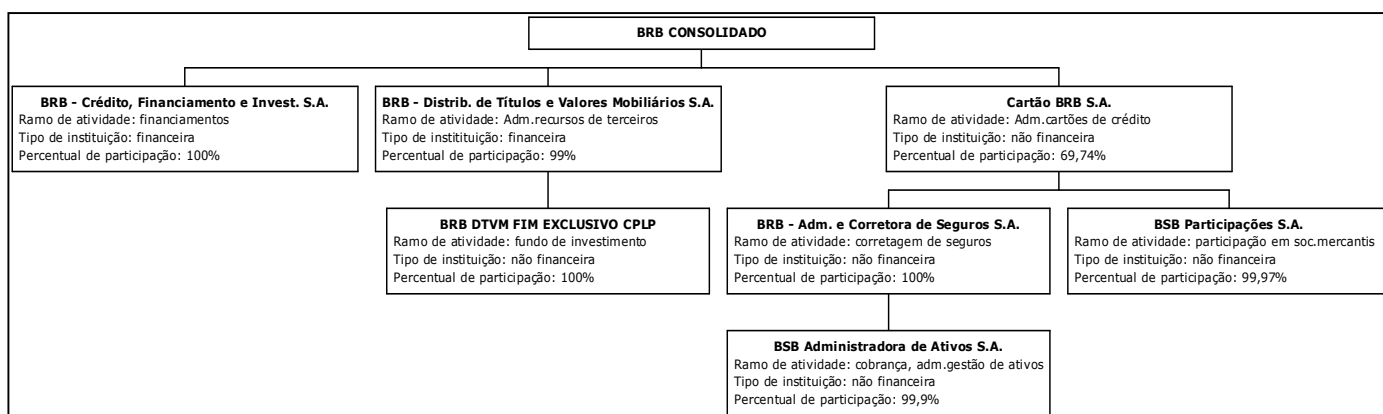 BRB CONSOLIDADO
BRB - Crédito, Financiamento e Invest. S.A.
Ramo de atividade: financiamentos
Tipo de instituição: financeira
Percentual de participação: 100%
BRB - Distrib. de Títulos e Valores Mobiliários S.A.
Ramo de atividade: Adm.recursos de terceiros
Tipo de institituição: financeira
Percentual de participação: 99%
Cartão BRB S.A.
Ramo de atividade: Adm.cartões de crédito
Tipo de instituição: não financeira
Percentual de participação: 69,74%
BRB DTVM FIM EXCLUSIVO CPLP
Ramo de atividade: fundo de investimento
Tipo de instituição: não financeira
Percentual de participação: 100%
BRB - Adm. e Corretora de Seguros S.A.
Ramo de atividade: corretagem de seguros
Tipo de instituição: não financeira
Percentual de participação: 100%
BSB Participações S.A.
Ramo de atividade: participação em soc.mercantis
Tipo de instituição: não financeira
Percentual de participação: 99,97%
BSB Administradora de Ativos S.A.
Ramo de atividade: cobrança, adm.gestão de ativos
Tipo de instituição: não financeira
Percentual de participação: 99,9%